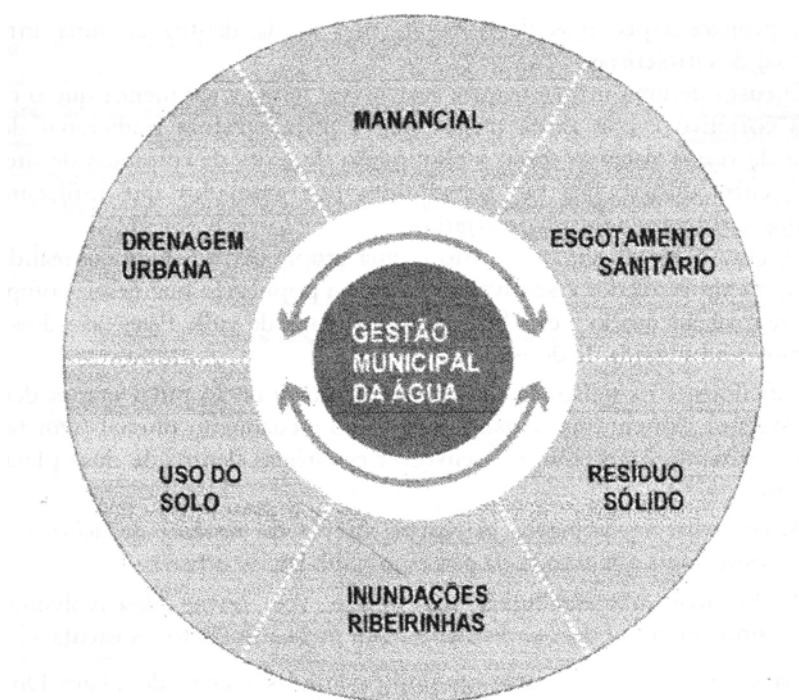 MANANCIAL
DRENAGEM
URBANA
ESGOTAMENTO
SANITÁRIO
GESTÃO
MUNICIPAL
DA ÁGUA
USO DO
SOLO
RESÍDUO
SÓLIDO
INUNDAÇÕES
RIBEIRINHAS